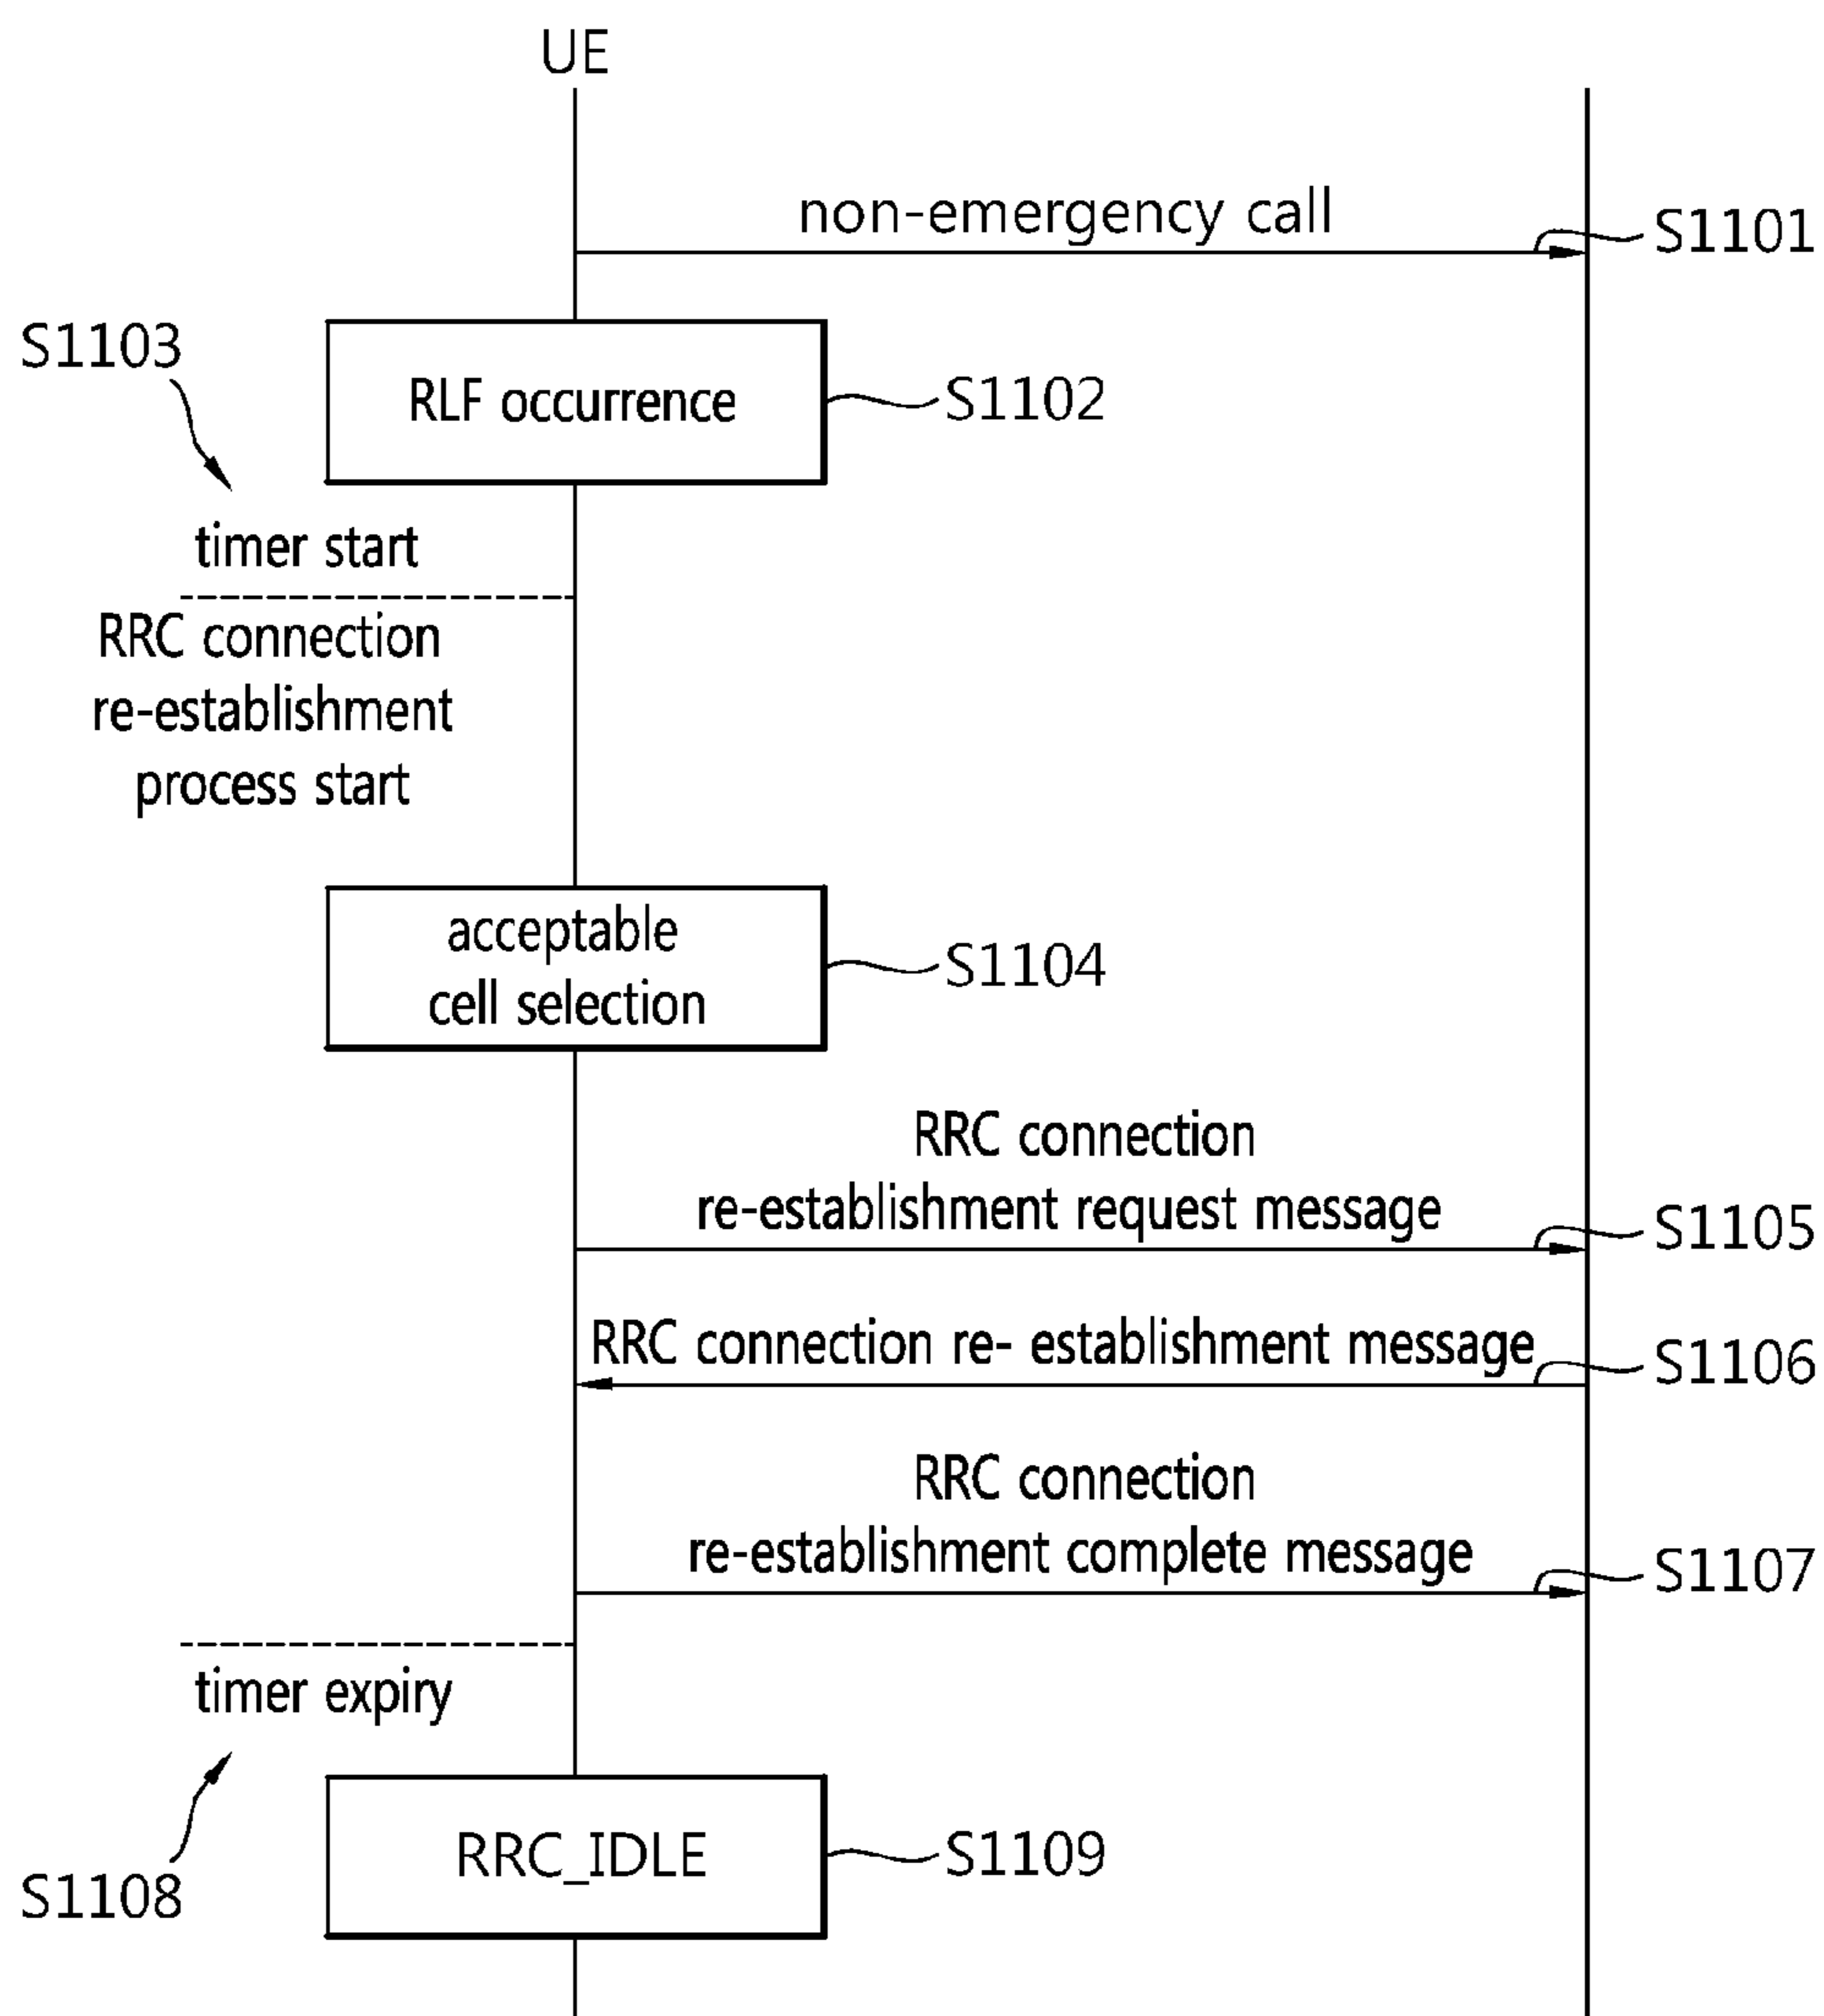 UE
non-emergency call
S1101
S1103
RLF occurrence
S1102
timer start
RRC connection
re-establishment
process start
acceptable
cell selection
S1104
RRC connection
re-establishment request message
S1105
RRC connection re- establishment message
S1106
RRC connection
re-establishment complete message
S1107
timer expiry
RRC_IDLE
S1109
S1108